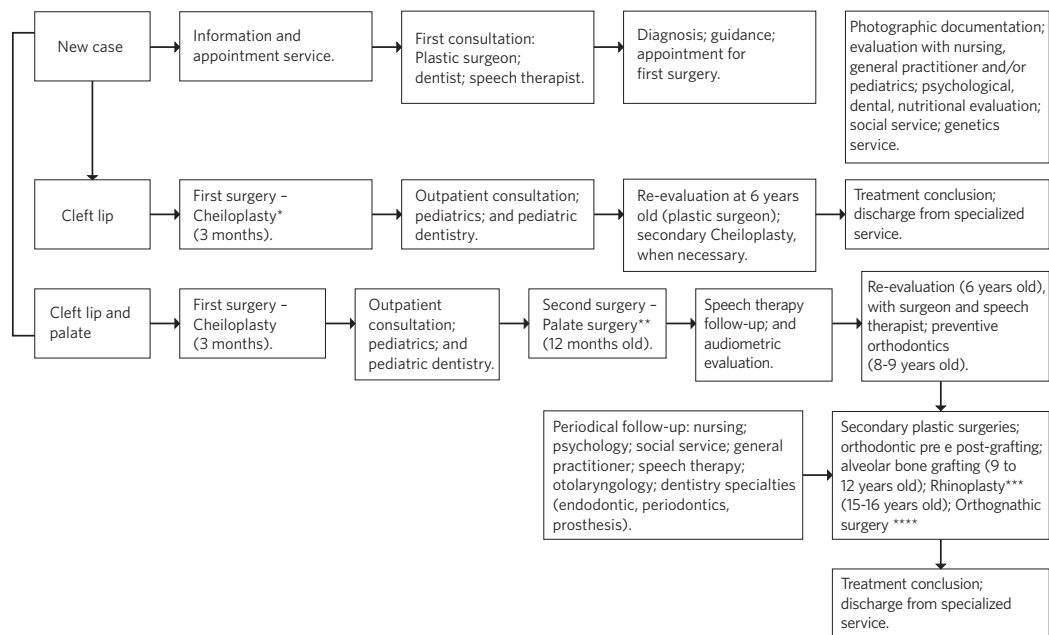 New case
Information and
appointment service.
First consultation:
Plastic surgeon;
dentist; speech therapist.
Diagnosis; guidance;
appointment for
first surgery.
Photographic documentation;
evaluation with nursing,
general practitioner and/or
pediatrics; psychological,
dental, nutritional evaluation;
social service; genetics
service.
Cleft lip
First surgery –
Cheiloplasty*
(3 months).
Outpatient consultation;
pediatrics; and pediatric
dentistry.
Re-evaluation at 6 years
old (plastic surgeon);
secondary Cheiloplasty,
when necessary.
Treatment conclusion;
discharge from specialized
service.
Cleft lip and
palate
First surgery –
Cheiloplasty
(3 months).
Outpatient
consultation;
pediatrics; and
pediatric dentistry.
Second surgery –
Palate surgery**
(12 months old).
Speech therapy
follow-up; and
audiometric
evaluation.
Re-evaluation (6 years old),
with surgeon and speech
therapist; preventive
orthodontics
(8-9 years old).
Periodical follow-up: nursing;
psychology; social service; general
practitioner; speech therapy;
otolaryngology; dentistry specialties
(endodontic, periodontics,
prosthesis).
Secondary plastic surgeries;
orthodontic pre e post-grafting;
alveolar bone grafting (9 to
12 years old); Rhinoplasty***
(15-16 years old); Orthognathic
surgery ****
Treatment conclusion;
discharge from specialized
service.